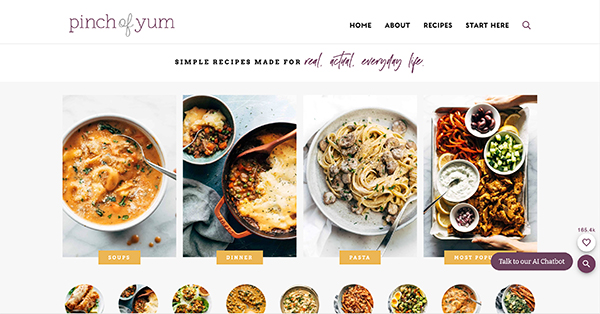 pinch of yum
HOME ABOUT RECIPES START HERE
SIMPLE RECIPES MADE FOR real, actual, everyday life.
SOUPS
DINNER
PASTA
MOST POP
165.4k
Talk to our AI Chatbot